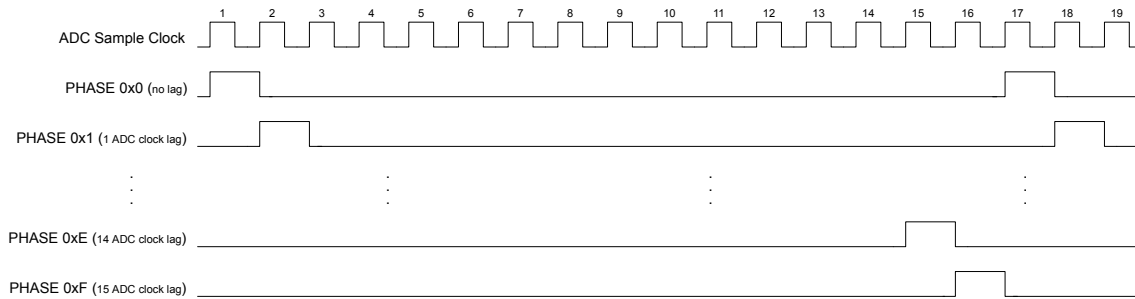 1 2 3 4 5 6 7 8 9 10 11 12 13 14 15 16 17 18 19
ADC Sample Clock
PHASE 0x0 (no lag)
PHASE 0x1 (1 ADC clock lag)
PHASE 0xE (14 ADC clock lag)
PHASE 0xF (15 ADC clock lag)